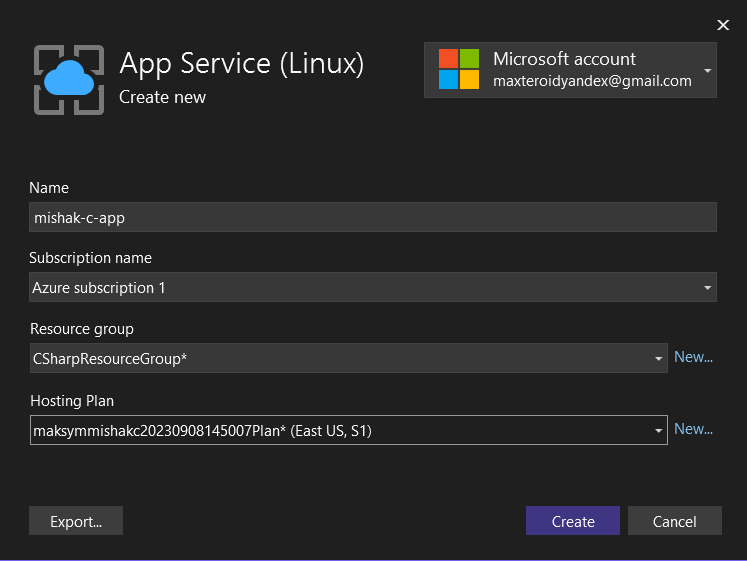 App Service (Linux)
Create new
Microsoft account
maxteroidyandex@gmail.com
Name
mishak-c-app
Subscription name
Azure subscription 1
Resource group
CSharpResourceGroup*
New...
Hosting Plan
maksymmishakc20230908145007Plan* (East US, S1)
New...
Export...
Create
Cancel